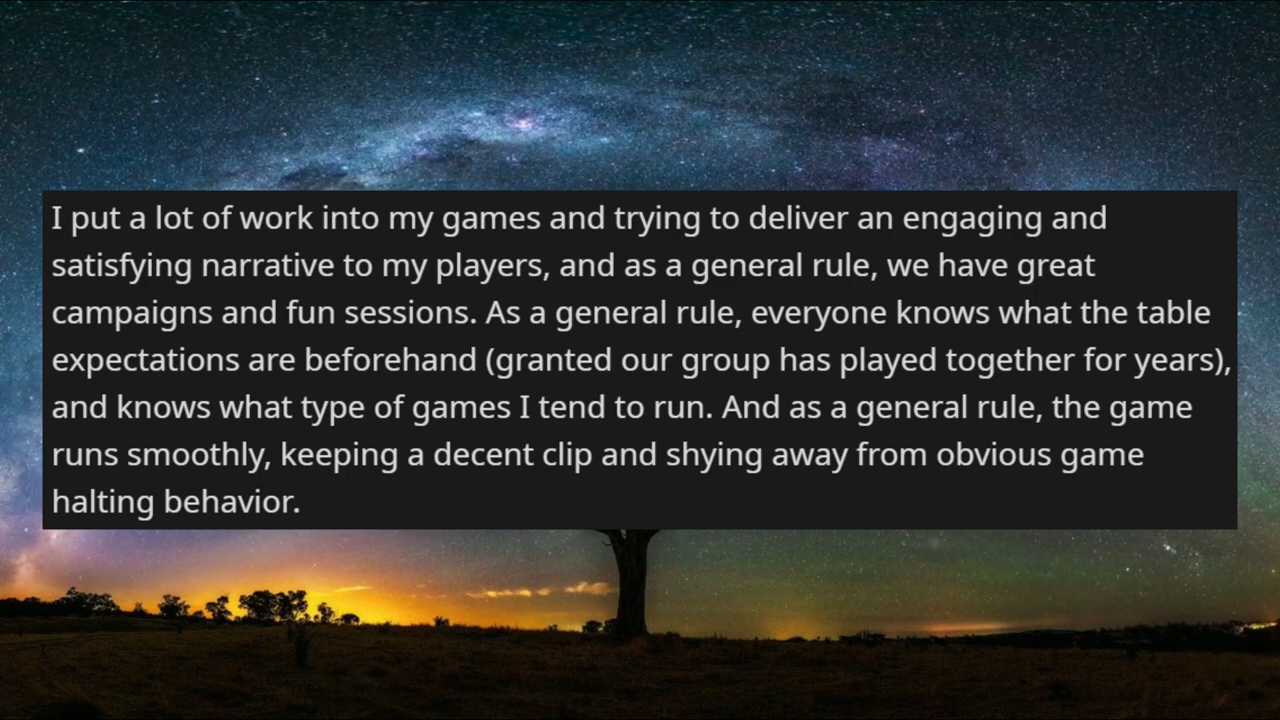 I put a lot of work into my games and trying to deliver an engaging and
satisfying narrative to my players, and as a general rule, we have great
campaigns and fun sessions. As a general rule, everyone knows what the table
expectations are beforehand (granted our group has played together for years),
and knows what type of games I tend to run. And as a general rule, the game
runs smoothly, keeping a decent clip and shying away from obvious game
halting behavior.